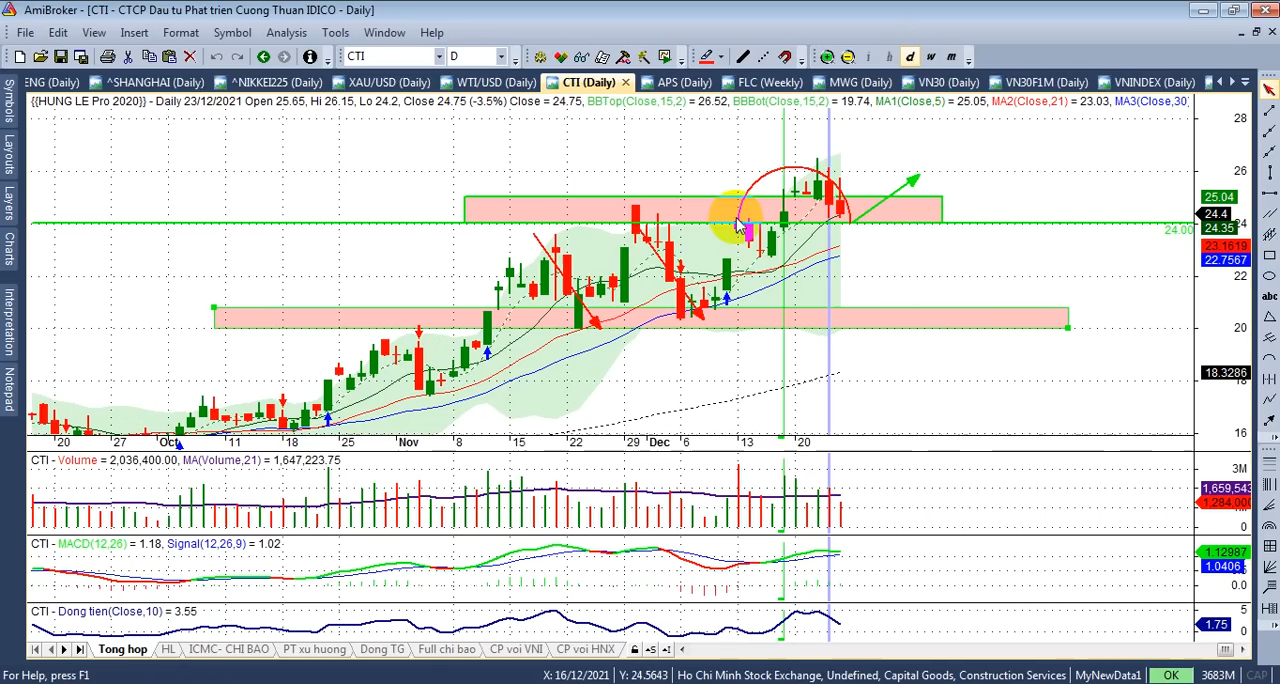 AmiBroker - [CTI - CTCP Dau tu Phat trien Cuong Thuan IDICO - Daily]
File Edit View Insert Format Symbol Analysis Tools Window Help
CTI D i h d w m
ENG (Daily) ^SHANGHAI (Daily) ^NIKKEI225 (Daily) XAU/USD (Daily) WTI/USD (Daily) CTI (Daily) APS (Daily) FLC (Weekly) MWG (Daily) VN30 (Daily) VN30F1M (Daily) VNINDEX (Daily)
{{HUNG LE Pro 2020}} - Daily 23/12/2021 Open 25.65, Hi 26.15, Lo 24.2, Close 24.75 (-3.5%) Close = 24.75, BBTop(Close,15,2) = 26.52, BBBot(Close,15,2) = 19.74, MA1(Close,5) = 25.05, MA2(Close,21) = 23.03, MA3(Close,30)
Symbols
Layouts
Layers
Charts
Interpretation
Notepad
abc
28
26
25.04
24.4
24
24.35
24.00
23.1619
22.7567
22
20
18.3286
18
16
20 27 Oct 11 18 25 Nov 8 15 22 29 Dec 6 13 20
CTI - Volume = 2,036,400.00, MA(Volume,21) = 1,647,223.75
3M
1,659,543
1,284,000
0
CTI - MACD(12,26) = 1.18, Signal(12,26,9) = 1.02
1.12987
1.0406
0.0
CTI - Dong tien(Close,10) = 3.55
5
1.75
0
Tong hop HL ICMC- CHI BAO PT xu huong Dong TG Full chi bao CP voi VNI CP voi HNX
For Help, press F1 X: 16/12/2021 Y: 24.5643 Ho Chi Minh Stock Exchange, Undefined, Capital Goods, Construction Services MyNewData1 OK 3683M CAP